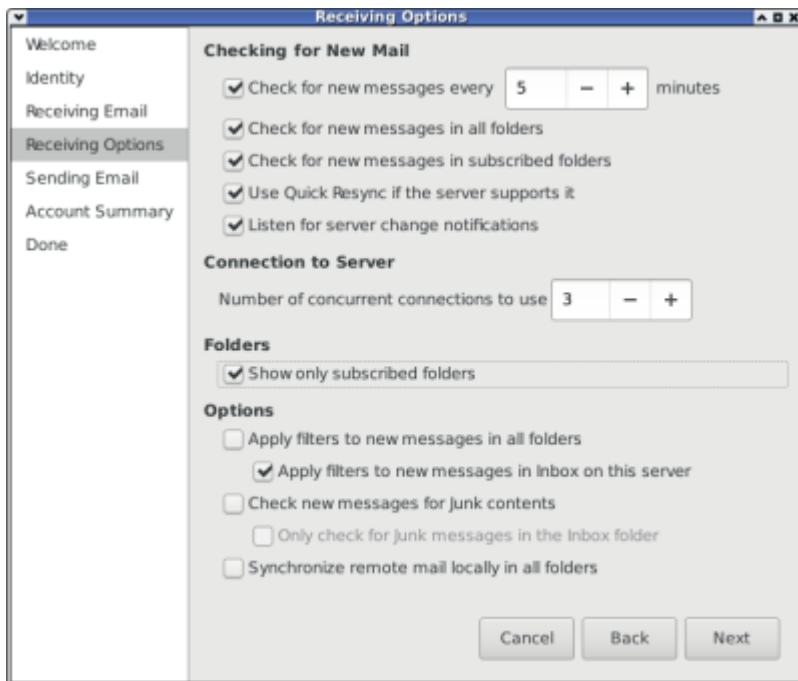 Receiving Options
Welcome
Identity
Receiving Email
Receiving Options
Sending Email
Account Summary
Done
Checking for New Mail
Check for new messages every 5 − + minutes
Check for new messages in all folders
Check for new messages in subscribed folders
Use Quick Resync if the server supports it
Listen for server change notifications
Connection to Server
Number of concurrent connections to use 3 − +
Folders
Show only subscribed folders
Options
Apply filters to new messages in all folders
Apply filters to new messages in Inbox on this server
Check new messages for Junk contents
Only check for Junk messages in the Inbox folder
Synchronize remote mail locally in all folders
Cancel Back Next